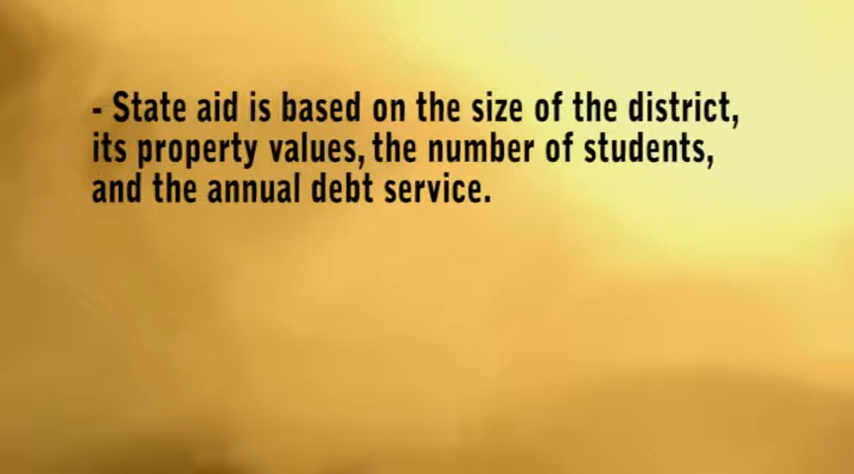 - State aid is based on the size of the district,
its property values, the number of students,
and the annual debt service.